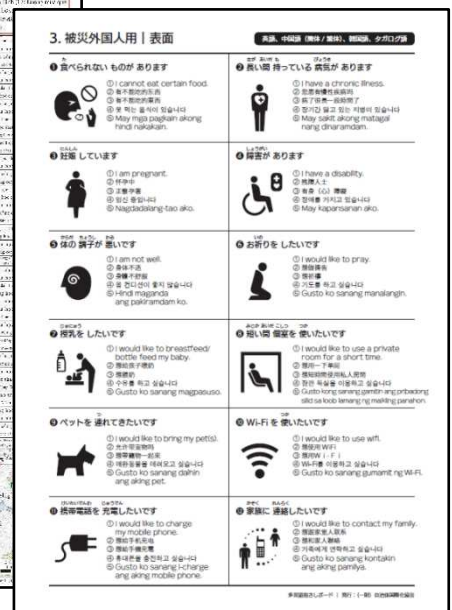 3. 被災外国人用 | 表面
英語、中国語(簡体/繁体)、韓国語、タガログ語
❶ 食べられない ものが あります
① I cannot eat certain food.
② 有不能吃的东西
③ 有不能吃的東西
④ 못 먹는 음식이 있습니다
⑤ May mga pagkain akong
hindi nakakain.
❷ 長い間 持っている 病気が あります
① I have a chronic illness.
④ 장기간 앓고 있는 지병이 있습니다
⑤ May sakit akong matagal
nang dinaramdam.
❸ 妊娠 しています
① I am pregnant.
② 怀孕中
③ 正懷孕著
④ 임신 중입니다
⑤ Nagdadalang-tao ako.
❹ 障害が あります
① I have a disability.
② 残障人士
③ 有身(心)障礙
④ 장애를 가지고 있습니다
⑤ May kapansanan ako.
❺ 体の 調子が 悪いです
① I am not well.
② 身体不适
③ 身體不舒服
④ 몸 컨디션이 좋지 않습니다
⑤ Hindi maganda
ang pakiramdam ko.
❻ お祈りを したいです
① I would like to pray.
② 想做祷告
③ 想祈禱
④ 기도를 하고 싶습니다
⑤ Gusto ko sanang manalangin.
❼ 授乳を したいです
① I would like to breastfeed/
bottle feed my baby.
② 想给孩子喂奶
③ 想餵奶
④ 수유를 하고 싶습니다
⑤ Gusto ko sanang magpasuso.
❽ 短い間 個室を 使いたいです
① I would like to use a private
room for a short time.
② 想用一下单间
③ 想短時間使用私人房間
④ 잠깐 독실을 이용하고 싶습니다
⑤ Gusto kong sanang gamitin ang pribadong
silid sa loob lamang ng maikling panahon.
❾ ペットを 連れてきたいです
① I would like to bring my pet(s).
② 允许带宠物吗
③ 想帶寵物一起來
④ 애완동물을 데려오고 싶습니다
⑤ Gusto ko sanang dalhin
ang aking pet.
❿ Wi-Fi を 使いたいです
① I would like to use wifi.
② 想使用 WiFi
③ 想用Wi-Fi
④ Wi-Fi를 이용하고 싶습니다
⑤ Gusto ko sanang gumamit ng Wi-Fi.
⓫ 携帯電話を 充電したいです
① I would like to charge
my mobile phone.
② 想给手机充电
③ 想給手機充電
④ 휴대폰을 충전하고 싶습니다
⑤ Gusto ko sanang i-charge
ang aking mobile phone.
⓬ 家族に 連絡したいです
① I would like to contact my family.
② 想跟家里人联系
③ 想和家人聯絡
④ 가족에게 연락하고 싶습니다
⑤ Gusto ko sanang kontakin
ang aking pamilya.
多言語指さしボード | 発行:(一財)自治体国際化協会